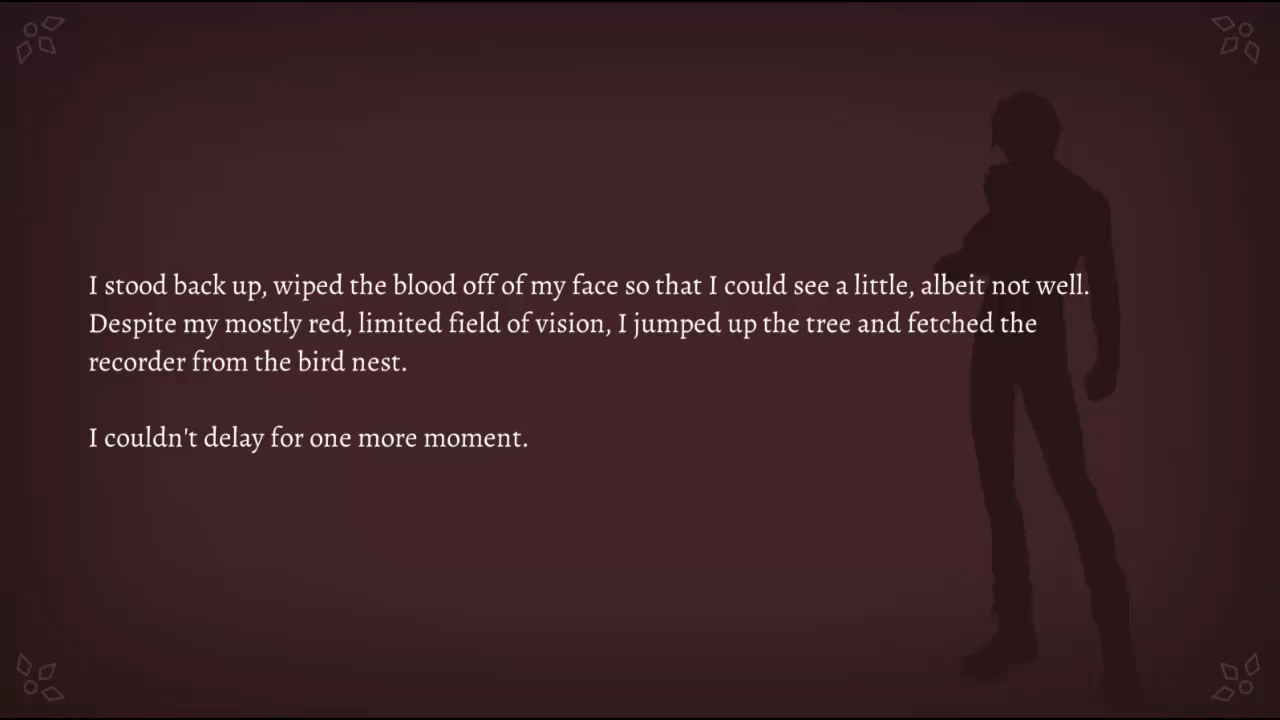 I stood back up, wiped the blood off of my face so that I could see a little, albeit not well.
Despite my mostly red, limited field of vision, I jumped up the tree and fetched the
recorder from the bird nest.
I couldn't delay for one more moment.